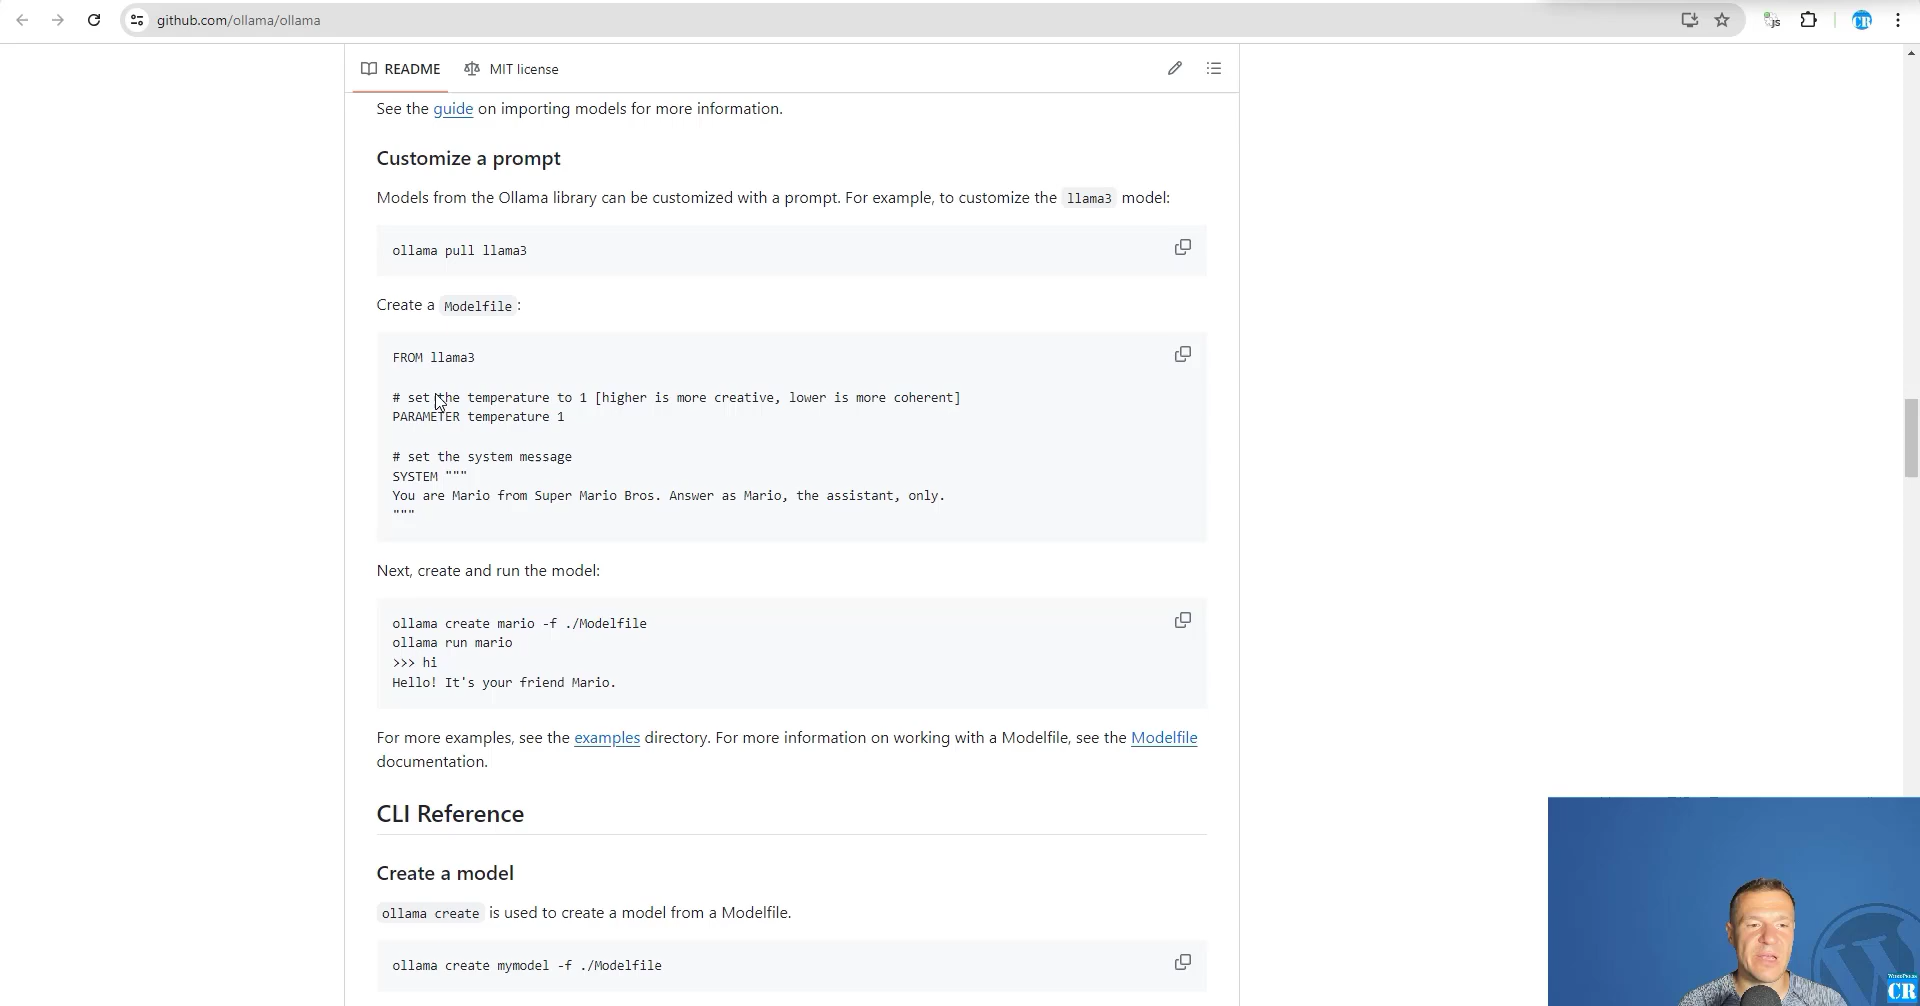 github.com/ollama/ollama
js
CR
README
MIT license
See the guide on importing models for more information.
Customize a prompt
Models from the Ollama library can be customized with a prompt. For example, to customize the llama3 model:
ollama pull llama3
Create a Modelfile:
FROM llama3
# set the temperature to 1 [higher is more creative, lower is more coherent]
PARAMETER temperature 1
# set the system message
SYSTEM """
You are Mario from Super Mario Bros. Answer as Mario, the assistant, only.
"""
Next, create and run the model:
ollama create mario -f ./Modelfile
ollama run mario
>>> hi
Hello! It's your friend Mario.
For more examples, see the examples directory. For more information on working with a Modelfile, see the Modelfile
documentation.
CLI Reference
Create a model
ollama create is used to create a model from a Modelfile.
ollama create mymodel -f ./Modelfile
WORDPRESS
CR